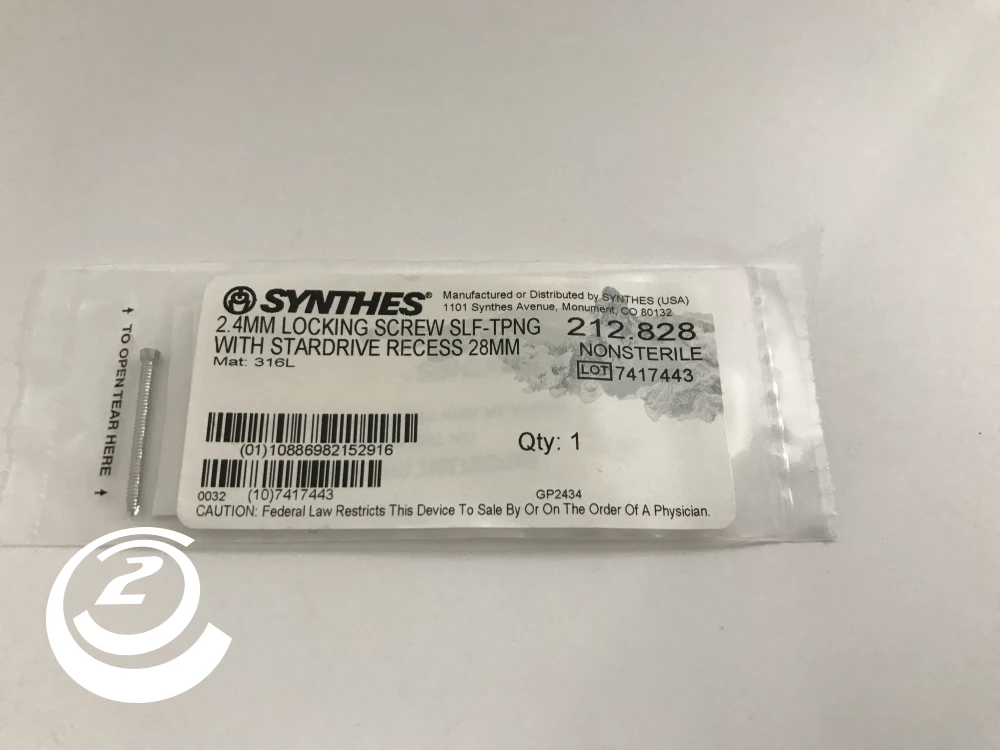 SYNTHES®
Manufactured or Distributed by SYNTHES (USA)
1101 Synthes Avenue, Monument, CO 80132
2.4MM LOCKING SCREW SLF-TPNG
WITH STARDRIVE RECESS 28MM
Mat: 316L
212.828
NONSTERILE
LOT 7417443
(01)10886982152916
Qty: 1
(10)7417443
0032
GP2434
CAUTION: Federal Law Restricts This Device To Sale By Or On The Order Of A Physician.
TO OPEN TEAR HERE
2